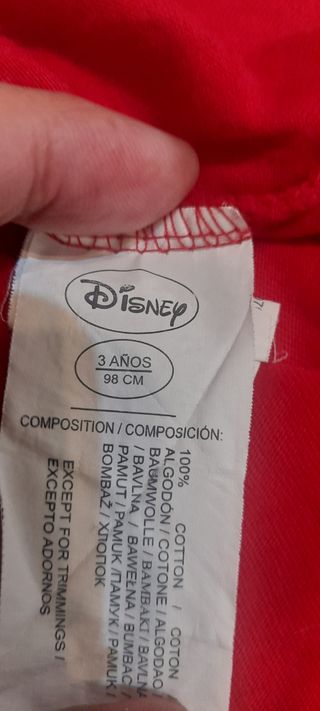 Disney
3 AÑOS
98 CM
COMPOSITION / COMPOSICIÓN:
100% COTTON / COTON
ALGODÓN / COTONE / ALGODAO
BAUMWOLLE / BAMBAKI / BAVLNA
/ BAVLNA / BAWEŁNA / BUMBAC
PAMUT / PAMUK /ПАМУК / PAMUK /
BOMBAŽ / ХЛОПОК
EXCEPT FOR TRIMMINGS /
EXCEPTO ADORNOS